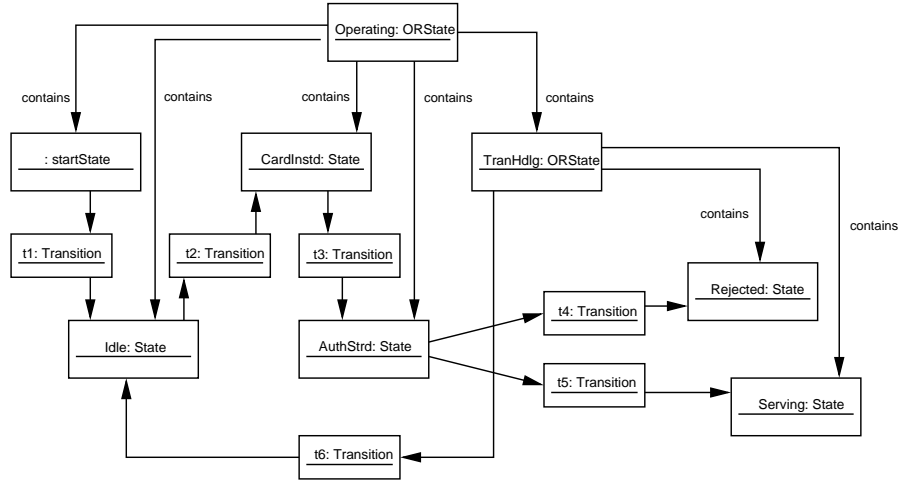 Operating: ORState
contains
contains
contains
contains
contains
: startState
CardInstd: State
TranHdlg: ORState
contains
contains
t1: Transition
t2: Transition
t3: Transition
Rejected: State
t4: Transition
Idle: State
AuthStrd: State
t5: Transition
Serving: State
t6: Transition